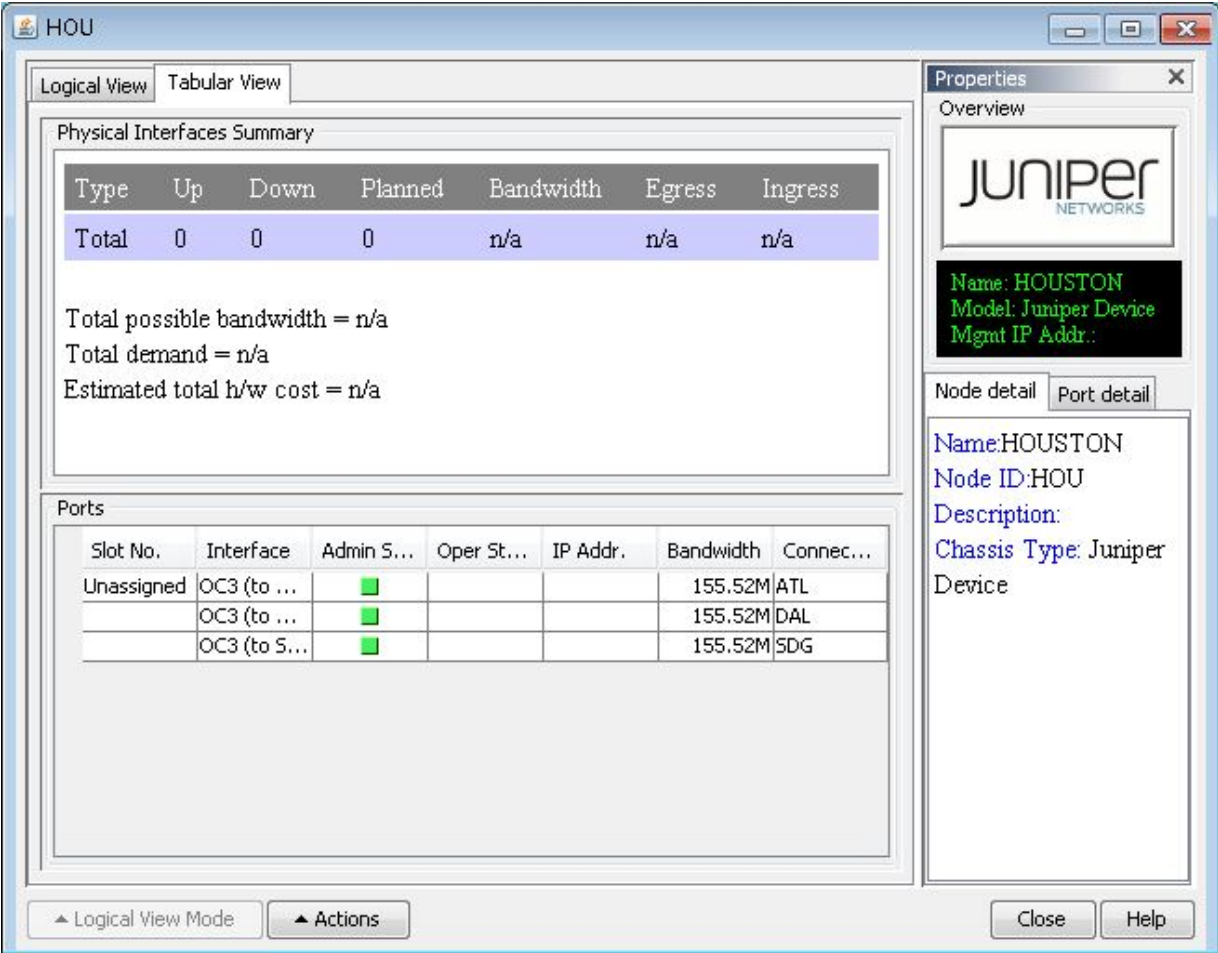 HOU
Logical View Tabular View
Physical Interfaces Summary
Type Up Down Planned Bandwidth Egress Ingress
Total 0 0 0 n/a n/a n/a
Total possible bandwidth = n/a
Total demand = n/a
Estimated total h/w cost = n/a
Ports
Slot No. Interface Admin S... Oper St... IP Addr. Bandwidth Connec...
Unassigned OC3 (to ... 155.52M ATL
OC3 (to ... 155.52M DAL
OC3 (to S... 155.52M SDG
Logical View Mode Actions
Properties
Overview
JUNIPER
NETWORKS
Name: HOUSTON
Model: Juniper Device
Mgmt IP Addr.:
Node detail Port detail
Name:HOUSTON
Node ID:HOU
Description:
Chassis Type: Juniper
Device
Close Help